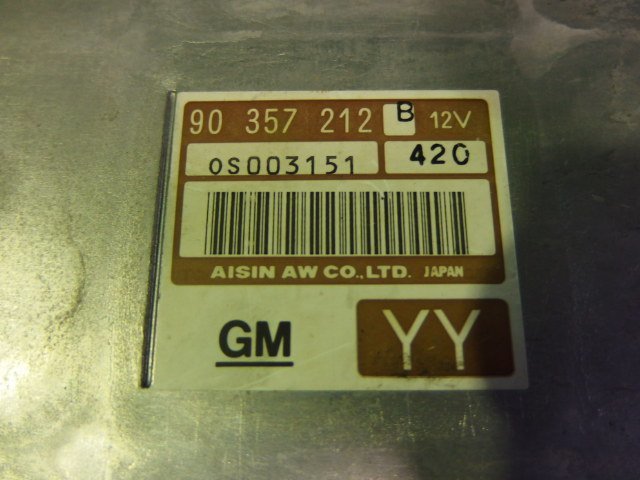 90 357 212 B 12V
0S003151 420
AISIN AW CO.,LTD. JAPAN
GM YY